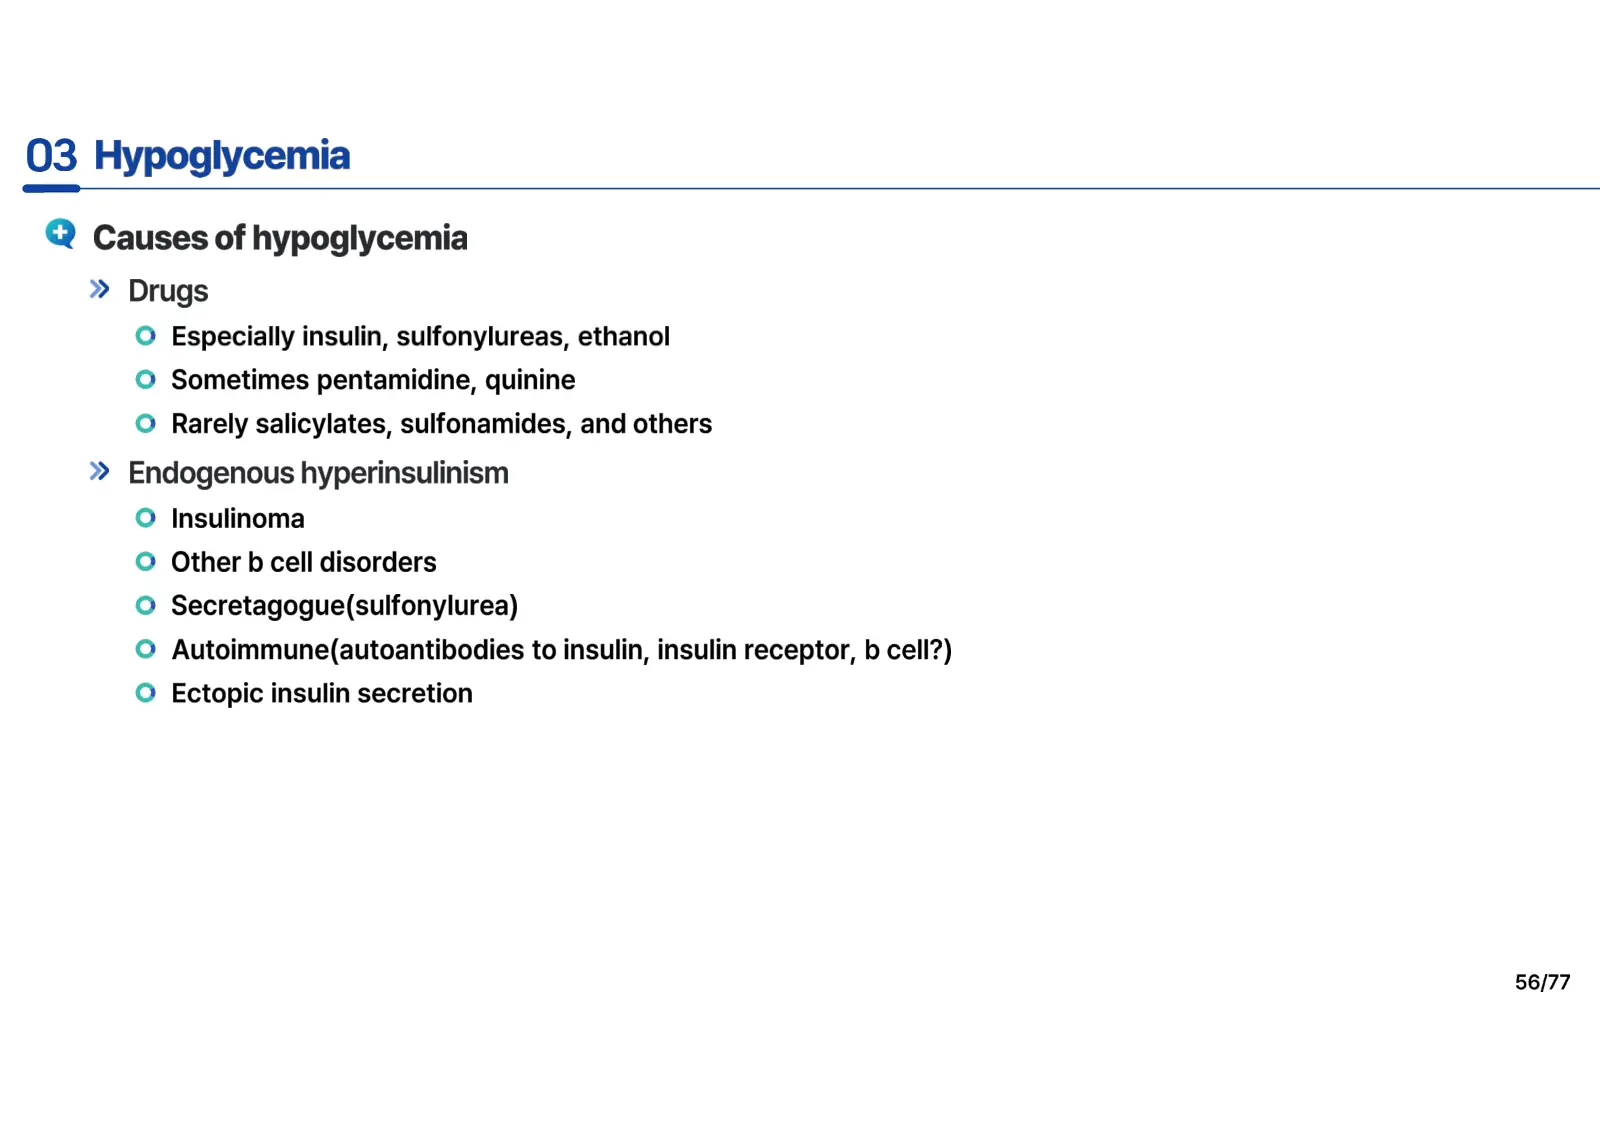 03 Hypoglycemia
Causes of hypoglycemia
Drugs
Especially insulin, sulfonylureas, ethanol
Sometimes pentamidine, quinine
Rarely salicylates, sulfonamides, and others
Endogenous hyperinsulinism
Insulinoma
Other b cell disorders
Secretagogue(sulfonylurea)
Autoimmune(autoantibodies to insulin, insulin receptor, b cell?)
Ectopic insulin secretion
56/77